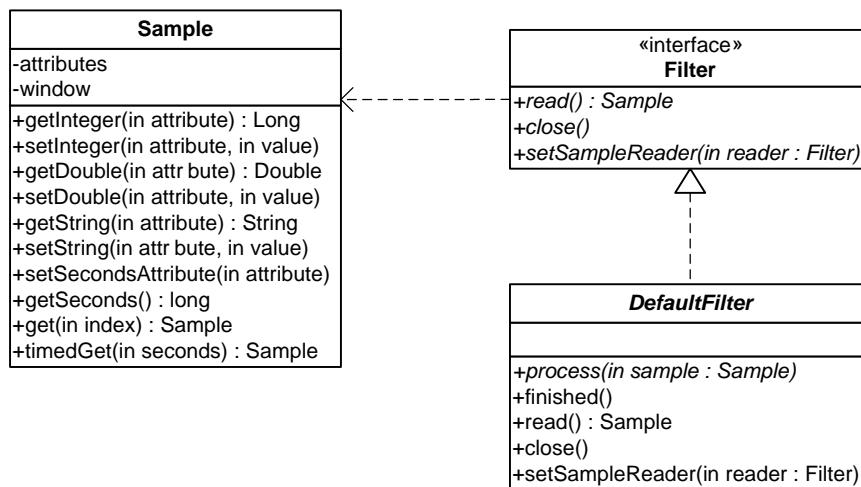 Sample
-attributes
-window
+getInteger(in attribute) : Long
+setInteger(in attribute, in value)
+getDouble(in attr bute) : Double
+setDouble(in attribute, in value)
+getString(in attribute) : String
+setString(in attr bute, in value)
+setSecondsAttribute(in attribute)
+getSeconds() : long
+get(in index) : Sample
+timedGet(in seconds) : Sample
«interface»
Filter
+read() : Sample
+close()
+setSampleReader(in reader : Filter)
DefaultFilter
+process(in sample : Sample)
+finished()
+read() : Sample
+close()
+setSampleReader(in reader : Filter)